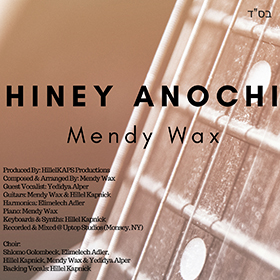 בס"ד
HINEY ANOCHI
Mendy Wax
Produced By: HillelKAPS Productions
Composed & Arranged By: Mendy Wax
Guest Vocalist: Yedidya Alper
Guitars: Mendy Wax & Hillel Kapnick
Harmonica: Elimelech Adler
Piano: Mendy Wax
Keyboards & Synths: Hillel Kapnick
Recorded & Mixed @ Uptop Studios (Monsey, NY)
Choir:
Shlomo Golombeck, Elimelech Adler,
Hillel Kapnick, Mendy Wax & Yedidya Alper
Backing Vocals: Hillel Kapnick